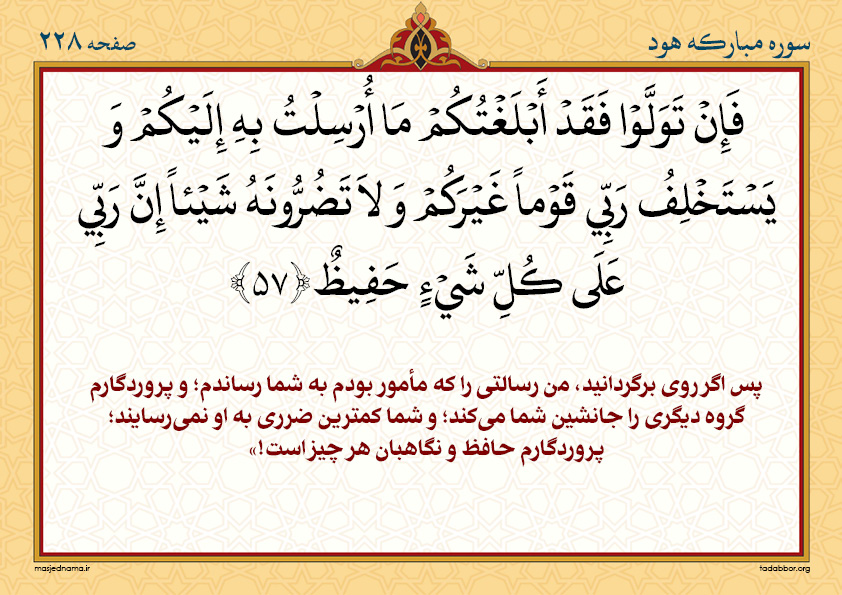 سوره مبارکه هود
صفحه ۲۲۸
فَإِنْ تَوَلَّوْا فَقَدْ أَبْلَغْتُكُمْ مَا أُرْسِلْتُ بِهِ إِلَيْكُمْ وَ
يَسْتَخْلِفُ رَبِّي قَوْماً غَيْرَكُمْ وَ لاَ تَضُرُّونَهُ شَيْئاً إِنَّ رَبِّي
عَلَى كُلِّ شَيْءٍ حَفِيظٌ ﴿۵۷﴾
پس اگر روی برگردانید، من رسالتی را که مأمور بودم به شما رساندم؛ و پروردگارم
گروه دیگری را جانشین شما می‌کند؛ و شما کمترین ضرری به او نمی‌رسایند؛
پروردگارم حافظ و نگاهبان هر چیز است!»
masjednama.ir
tadabbor.org